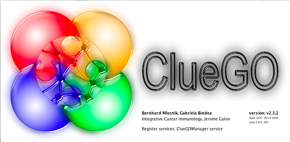 ClueGO
Bernhard Mlecnik, Gabriela Bindea
Integrative Cancer Immunology, Jerome Galon
Register services: ClueGOManager service
version: v2.3.2